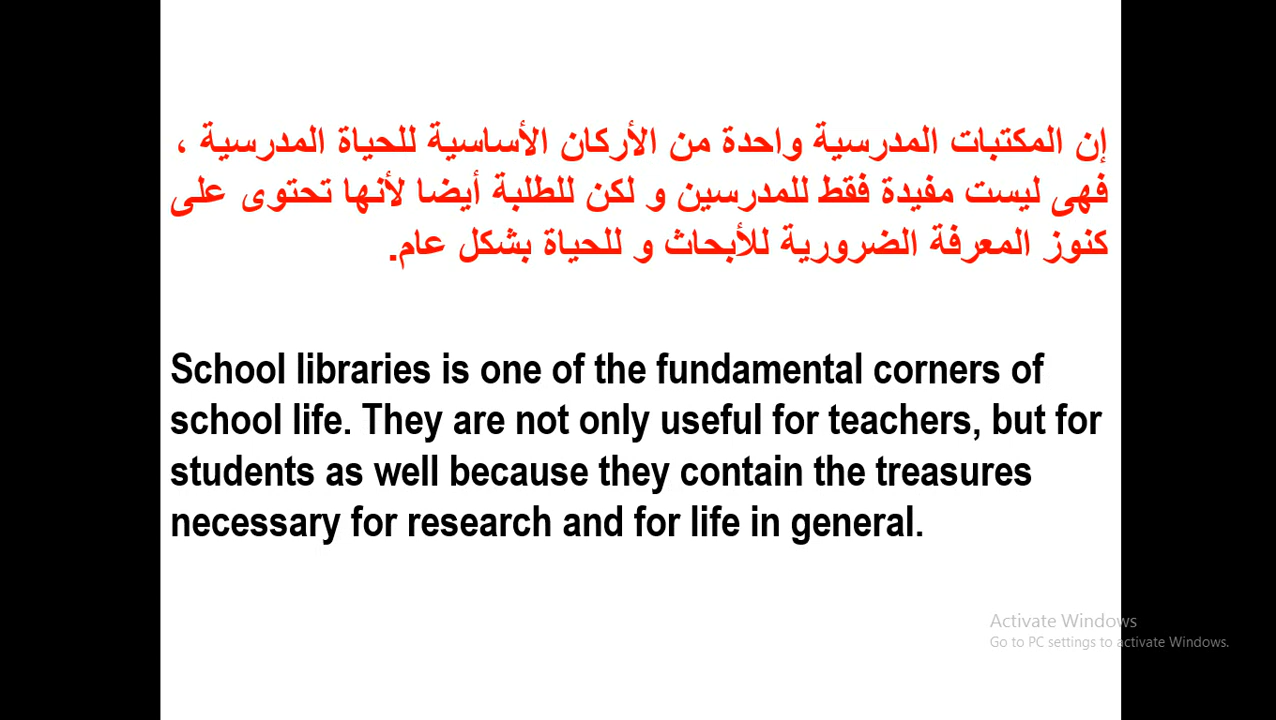 إن المكتبات المدرسية واحدة من الأركان الأساسية للحياة المدرسية ،
فهى ليست مفيدة فقط للمدرسين و لكن للطلبة أيضا لأنها تحتوى على
كنوز المعرفة الضرورية للأبحاث و للحياة بشكل عام.
School libraries is one of the fundamental corners of
school life. They are not only useful for teachers, but for
students as well because they contain the treasures
necessary for research and for life in general.
Activate Windows
Go to PC settings to activate Windows.